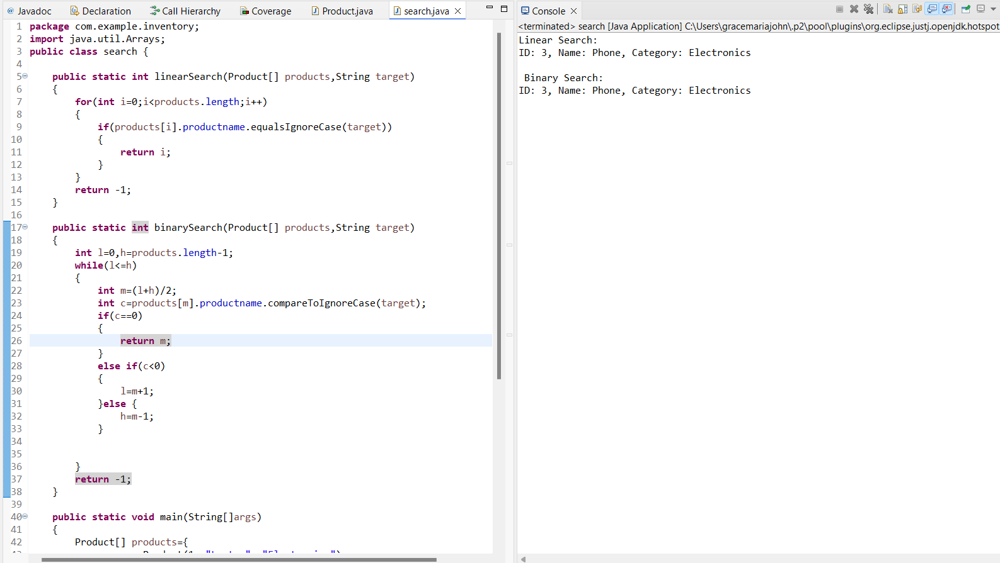 @ Javadoc  Declaration  Call Hierarchy  Coverage  Product.java  search.java
1 package com.example.inventory;
2 import java.util.Arrays;
3 public class search {
4
5     public static int linearSearch(Product[] products,String target)
6     {
7         for(int i=0;i<products.length;i++)
8         {
9             if(products[i].productname.equalsIgnoreCase(target))
10             {
11                 return i;
12             }
13         }
14         return -1;
15     }
16
17     public static int binarySearch(Product[] products,String target)
18     {
19         int l=0,h=products.length-1;
20         while(l<=h)
21         {
22             int m=(l+h)/2;
23             int c=products[m].productname.compareToIgnoreCase(target);
24             if(c==0)
25             {
26                 return m;
27             }
28             else if(c<0)
29             {
30                 l=m+1;
31             }else {
32                 h=m-1;
33             }
34
35
36         }
37         return -1;
38     }
39
40     public static void main(String[]args)
41     {
42         Product[] products={
Console
<terminated> search [Java Application] C:\Users\gracemariajohn\.p2\pool\plugins\org.eclipse.justj.openjdk.hotspot
Linear Search:
ID: 3, Name: Phone, Category: Electronics
 Binary Search:
ID: 3, Name: Phone, Category: Electronics